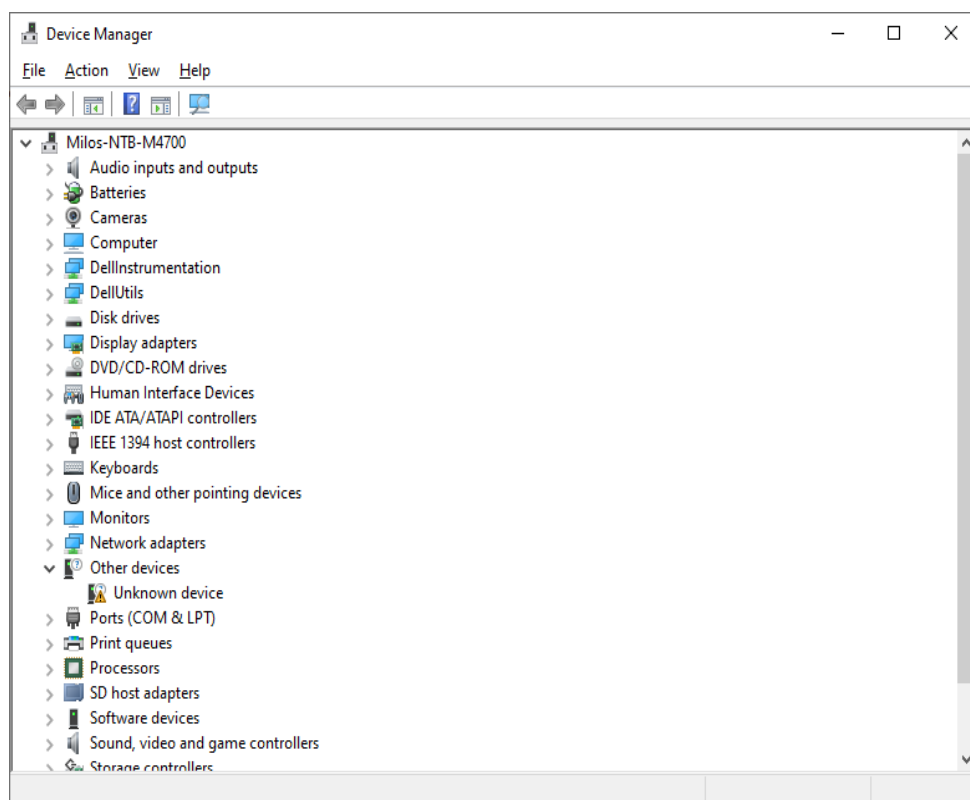 Device Manager
File Action View Help
Milos-NTB-M4700
Audio inputs and outputs
Batteries
Cameras
Computer
DellInstrumentation
DellUtils
Disk drives
Display adapters
DVD/CD-ROM drives
Human Interface Devices
IDE ATA/ATAPI controllers
IEEE 1394 host controllers
Keyboards
Mice and other pointing devices
Monitors
Network adapters
Other devices
Unknown device
Ports (COM & LPT)
Print queues
Processors
SD host adapters
Software devices
Sound, video and game controllers
Storage controllers